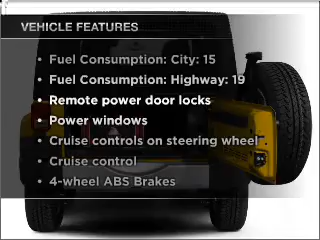 VEHICLE FEATURES
• Fuel Consumption: City: 15
• Fuel Consumption: Highway: 19
• Remote power door locks
• Power windows
• Cruise controls on steering wheel
• Cruise control
• 4-wheel ABS Brakes